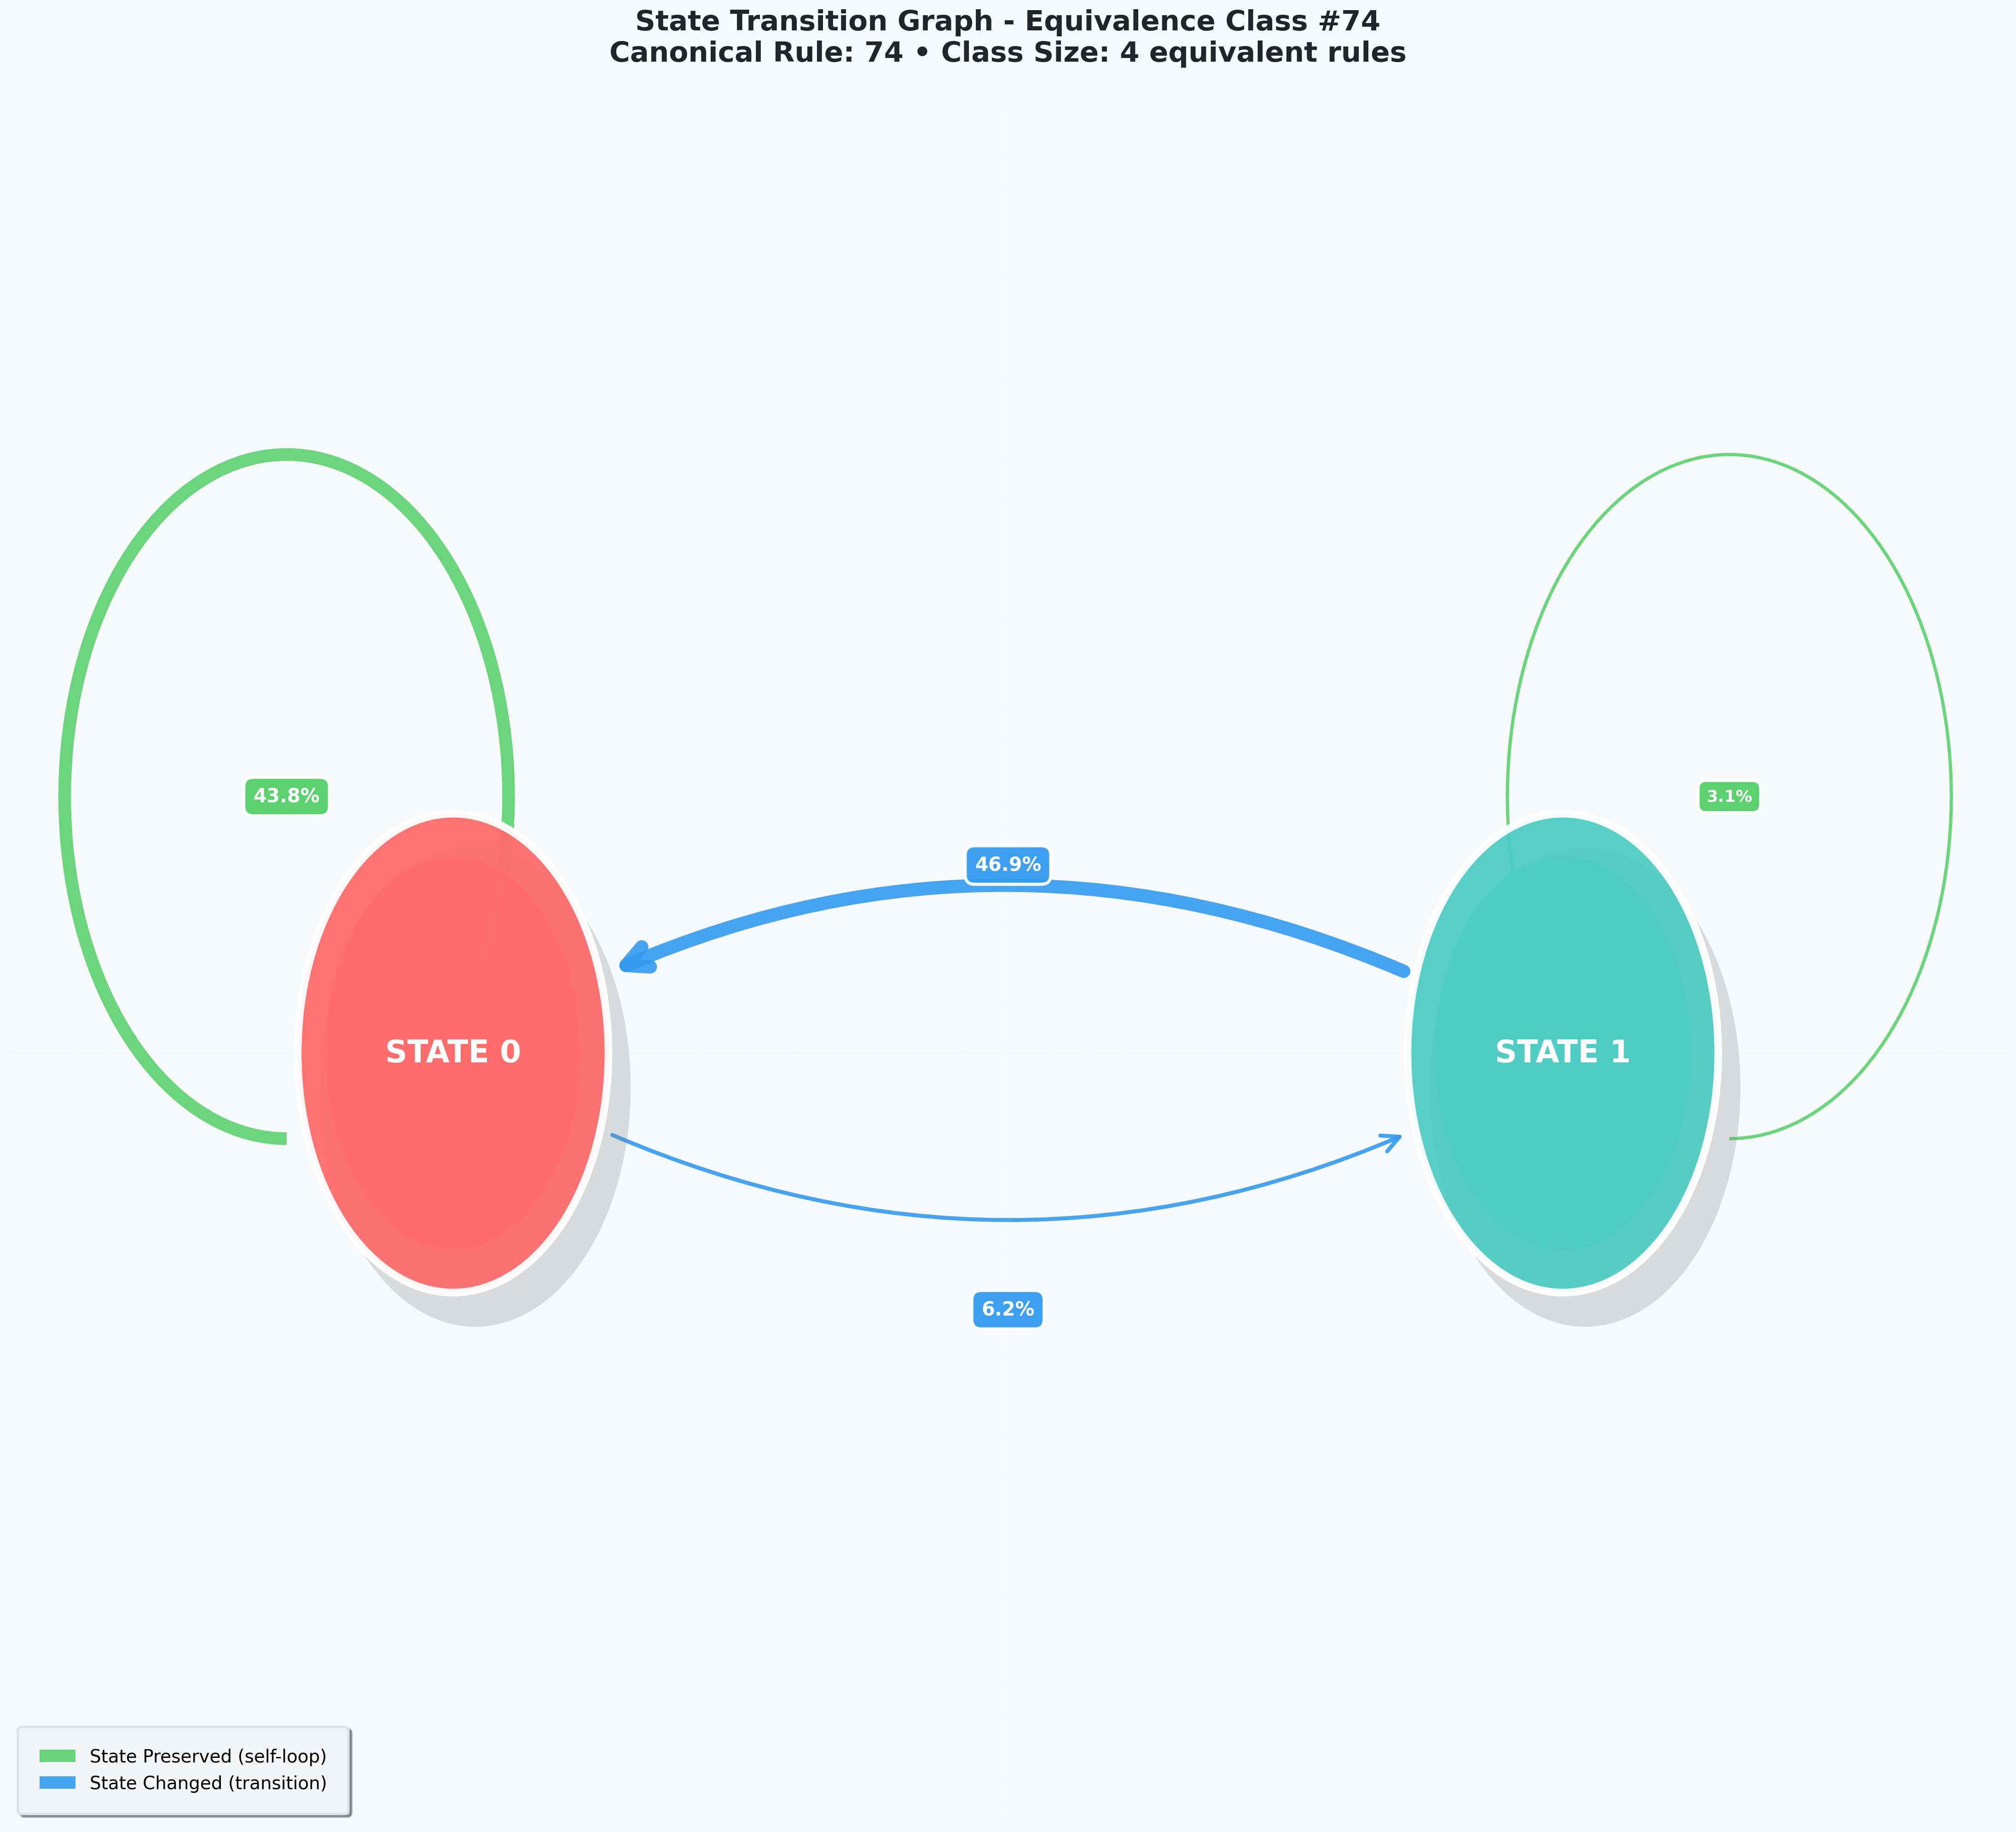 State Transition Graph - Equivalence Class #74
Canonical Rule: 74 • Class Size: 4 equivalent rules
43.8%
3.1%
46.9%
STATE 0
STATE 1
6.2%
State Preserved (self-loop)
State Changed (transition)